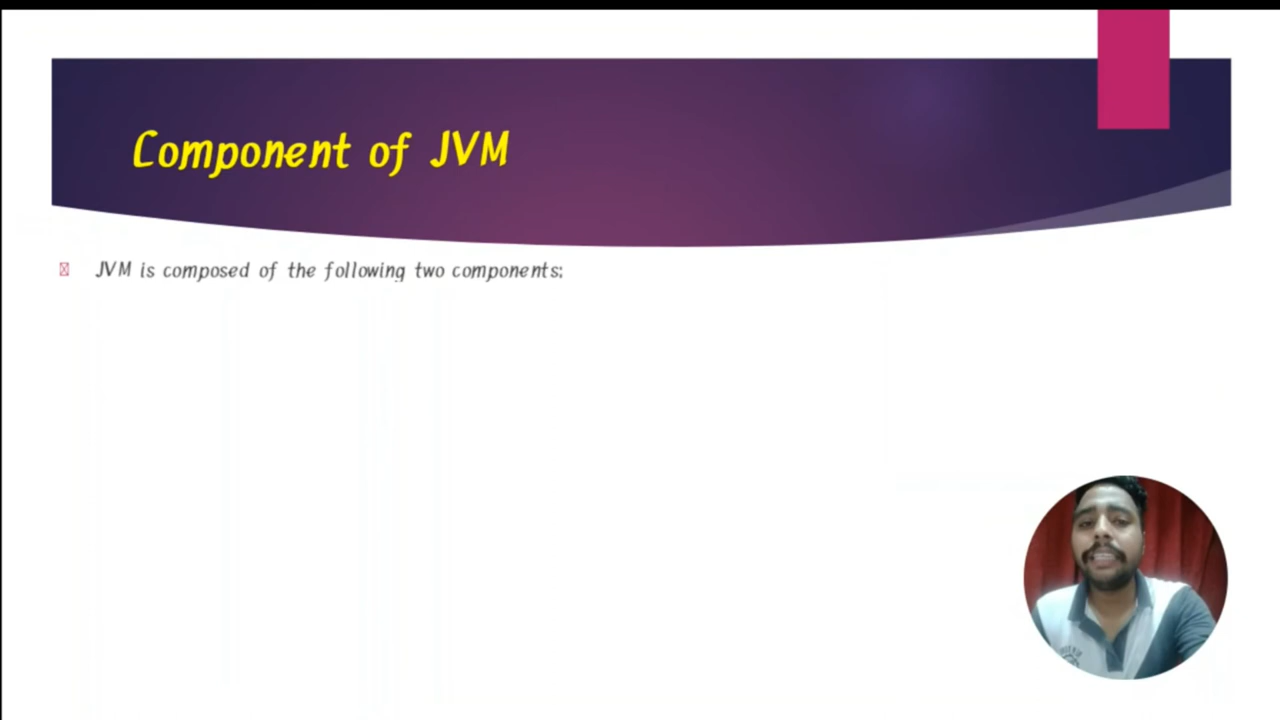 Component of JVM
JVM is composed of the following two components: